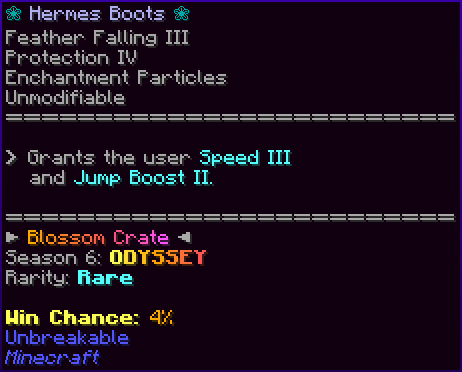 ❀ Hermes Boots ❀
Feather Falling III
Protection IV
Enchantment Particles
Unmodifiable
==============================
> Grants the user Speed III
and Jump Boost II.
==============================
► Blossom Crate ◄
Season 6: ODYSSEY
Rarity: Rare
Win Chance: 4%
Unbreakable
Minecraft